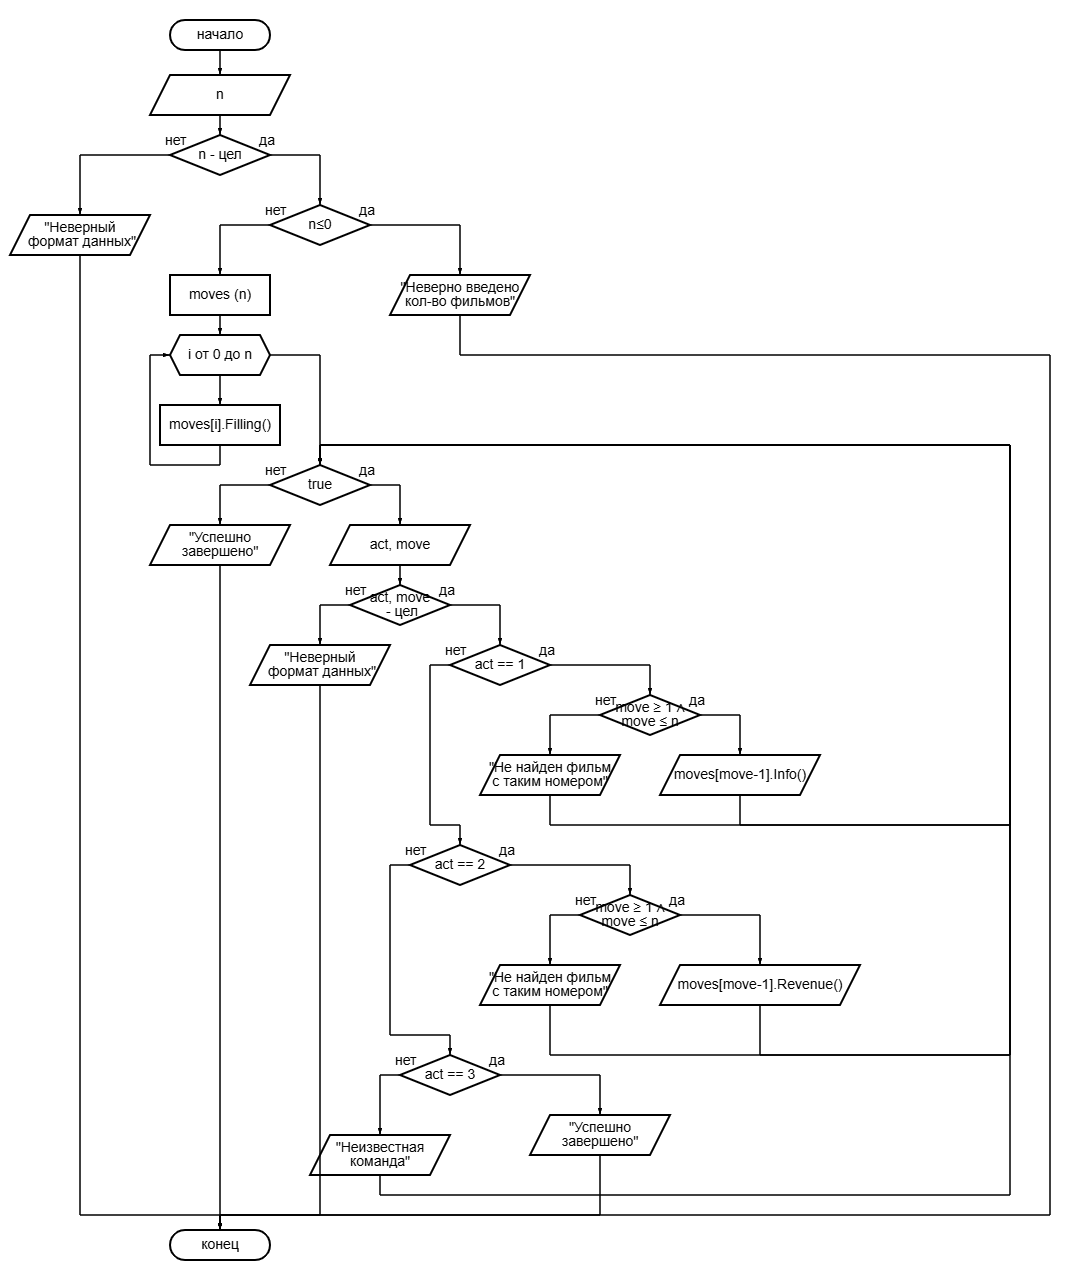 начало
n
нет
да
n - цел
"Неверный
формат данных"
нет
да
n≤0
moves (n)
"Неверно введено
кол-во фильмов"
i от 0 до n
moves[i].Filling()
нет
да
true
"Успешно
завершено"
act, move
нет
да
act, move
- цел
"Неверный
формат данных"
нет
да
act == 1
нет
да
move ≥ 1 ∧
move ≤ n
"Не найден фильм
с таким номером"
moves[move-1].Info()
нет
да
act == 2
нет
да
move ≥ 1 ∧
move ≤ n
"Не найден фильм
с таким номером"
moves[move-1].Revenue()
нет
да
act == 3
"Неизвестная
команда"
"Успешно
завершено"
конец